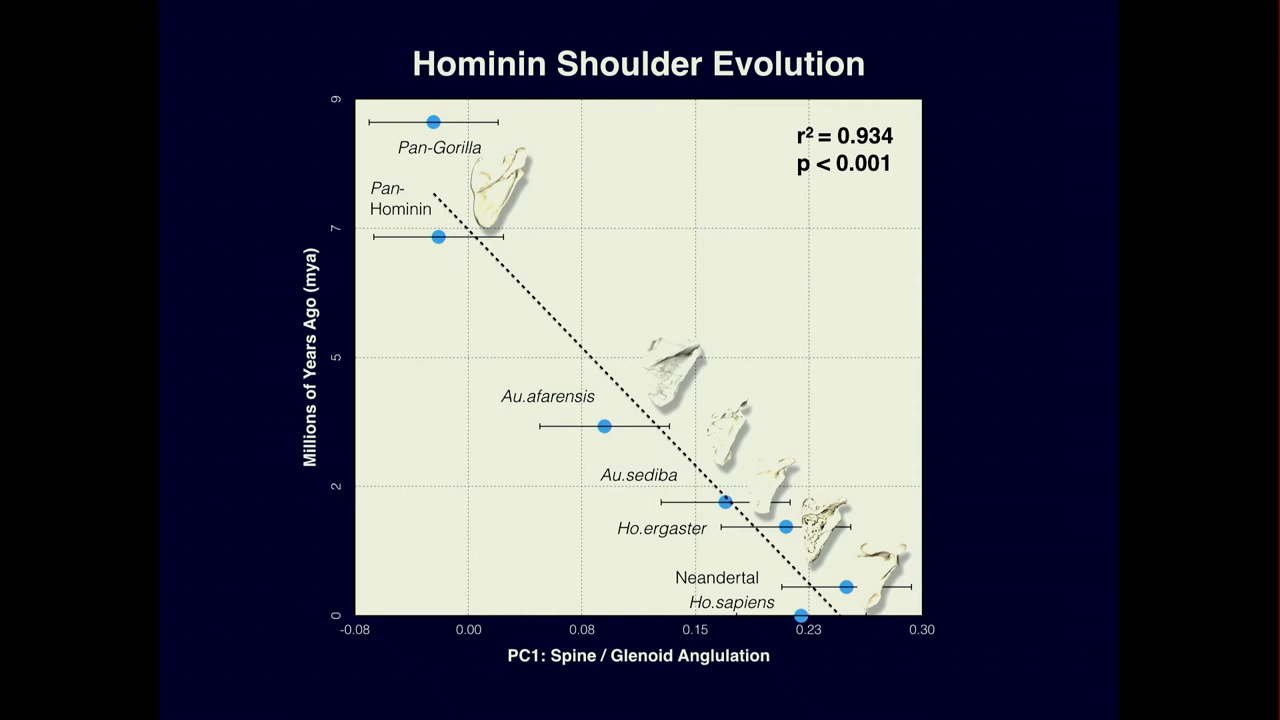 Hominin Shoulder Evolution
r² = 0.934
p < 0.001
Pan-Gorilla
Pan-
Hominin
Au.afarensis
Au.sediba
Ho.ergaster
Neandertal
Ho.sapiens
Millions of Years Ago (mya)
9
7
5
2
0
-0.08
0.00
0.08
0.15
0.23
0.30
PC1: Spine / Glenoid Anglulation